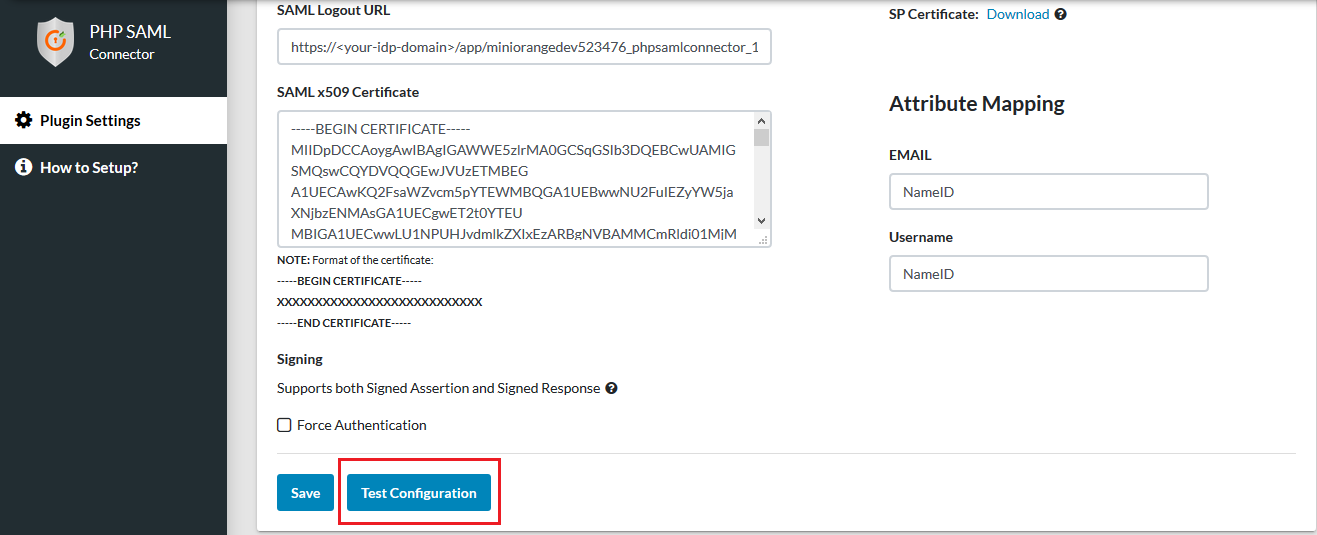 PHP SAML
Connector
Plugin Settings
How to Setup?
SAML Logout URL
https://<your-idp-domain>/app/miniorangedev523476_phpsamlconnector_1
SAML x509 Certificate
-----BEGIN CERTIFICATE-----
MIIDpDCCAoygAwIBAgIGAWWE5zlrMA0GCSqGSIb3DQEBCwUAMIG
SMQswCQYDVQQGEwJVUzETMBEG
A1UECAwKQ2FsaWZvcm5pYTEWMBQGA1UEBwwNU2FuIEZyYW5ja
XNjbzENMAsGA1UECgwET2t0YTEU
MBIGA1UECwwLU1NPUHJvdmlkZXIxEzARBgNVBAMMCmRldi01MjM
NOTE: Format of the certificate:
-----BEGIN CERTIFICATE-----
XXXXXXXXXXXXXXXXXXXXXXXXXXX
-----END CERTIFICATE-----
Signing
Supports both Signed Assertion and Signed Response
Force Authentication
Save
Test Configuration
SP Certificate: Download
Attribute Mapping
EMAIL
NameID
Username
NameID